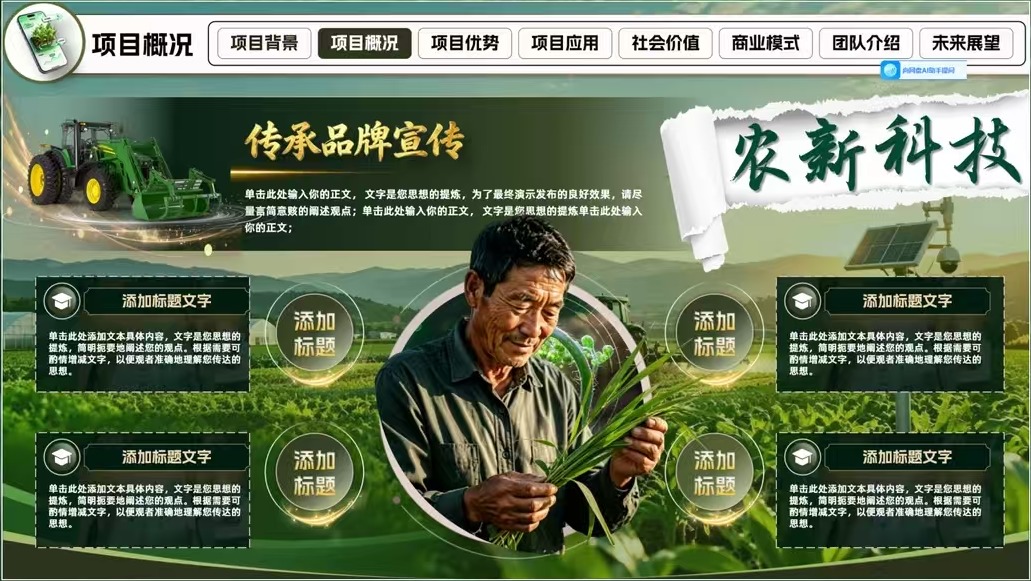 项目概况
项目背景
项目概况
项目优势
项目应用
社会价值
商业模式
团队介绍
未来展望
向网盘AI助手提问
传承品牌宣传
农新科技
单击此处输入你的正文，文字是您思想的提炼，为了最终演示发布的良好效果，请尽
量言简意赅的阐述观点；单击此处输入你的正文，文字是您思想的提炼单击此处输入
你的正文；
添加标题文字
单击此处添加文本具体内容，文字是您思想的
提炼，简明扼要地阐述您的观点。根据需要可
酌情增减文字，以便观者准确地理解您传达的
思想。
添加
标题
添加
标题
添加标题文字
单击此处添加文本具体内容，文字是您思想的
提炼，简明扼要地阐述您的观点。根据需要可
酌情增减文字，以便观者准确地理解您传达的
思想。
添加标题文字
单击此处添加文本具体内容，文字是您思想的
提炼，简明扼要地阐述您的观点。根据需要可
酌情增减文字，以便观者准确地理解您传达的
思想。
添加
标题
添加
标题
添加标题文字
单击此处添加文本具体内容，文字是您思想的
提炼，简明扼要地阐述您的观点。根据需要可
酌情增减文字，以便观者准确地理解您传达的
思想。